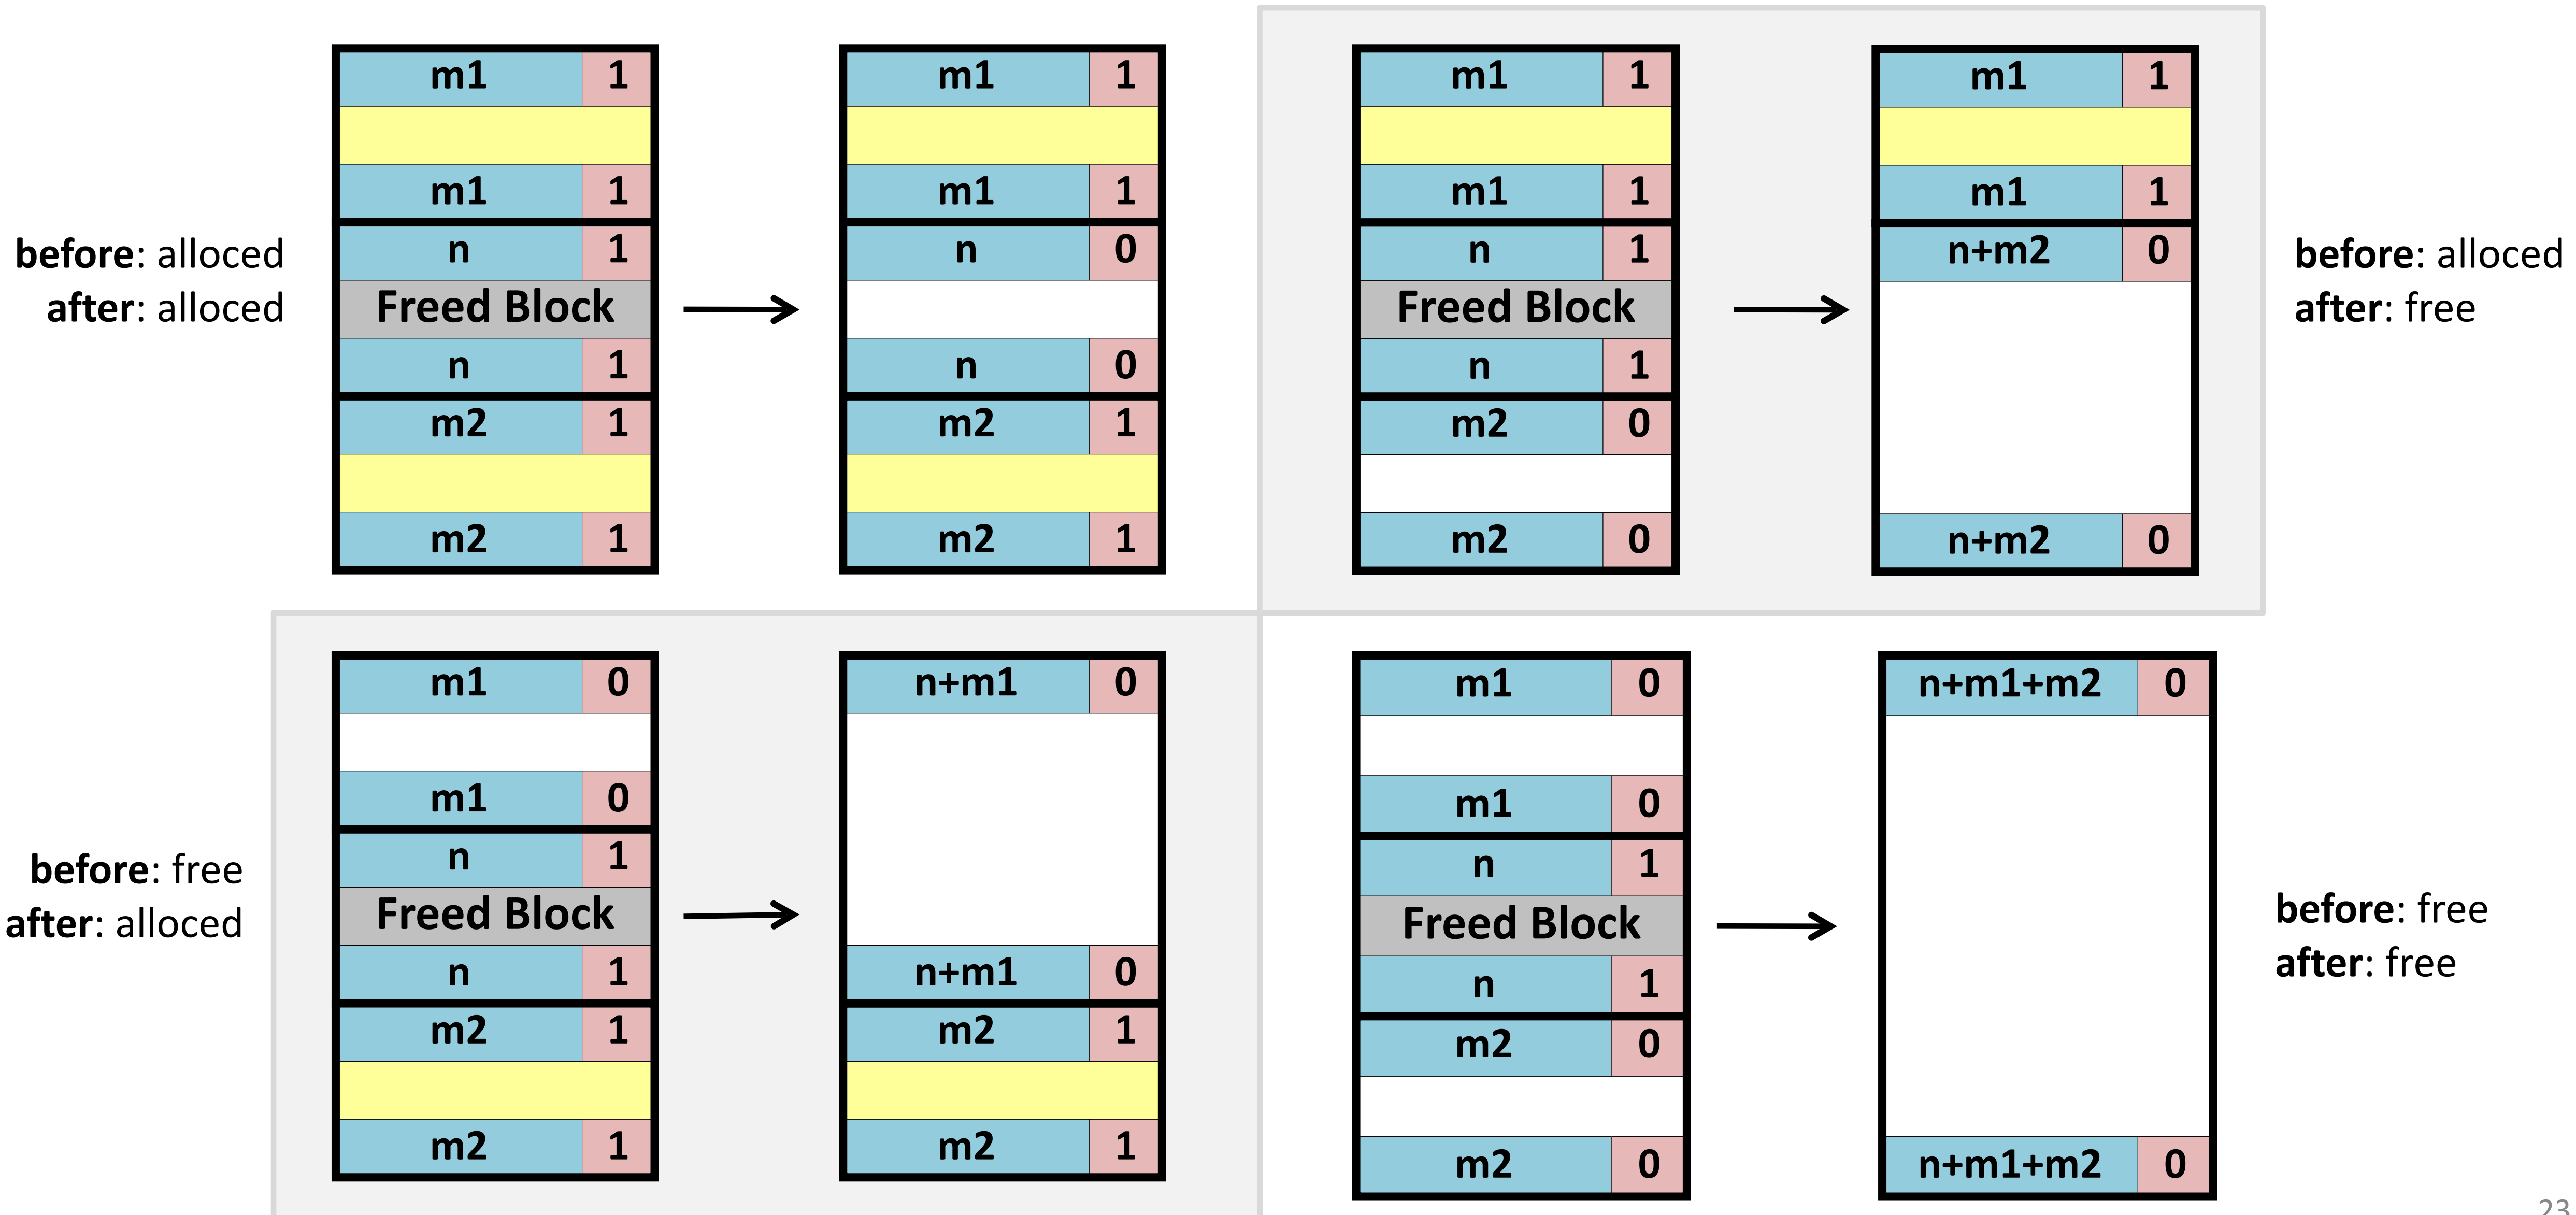 before: alloced
after: alloced
m1 1
m1 1
n 1
Freed Block
n 1
m2 1
m2 1
m1 1
m1 1
n 0
n 0
m2 1
m2 1
m1 1
m1 1
n 1
Freed Block
n 1
m2 0
m2 0
m1 1
m1 1
n+m2 0
n+m2 0
before: alloced
after: free
before: free
after: alloced
m1 0
m1 0
n 1
Freed Block
n 1
m2 1
m2 1
n+m1 0
n+m1 0
m2 1
m2 1
m1 0
m1 0
n 1
Freed Block
n 1
m2 0
m2 0
n+m1+m2 0
n+m1+m2 0
before: free
after: free
23